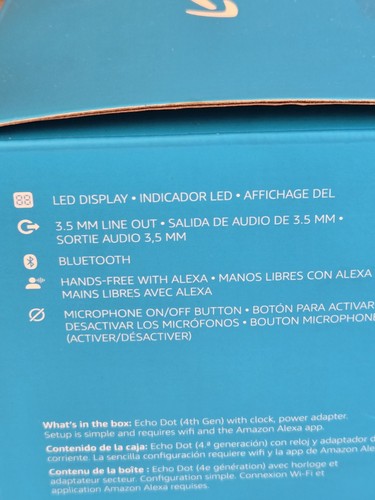 88
LED DISPLAY • INDICADOR LED • AFFICHAGE DEL
3.5 MM LINE OUT • SALIDA DE AUDIO DE 3.5 MM •
SORTIE AUDIO 3,5 MM
BLUETOOTH
HANDS-FREE WITH ALEXA • MANOS LIBRES CON ALEXA
MAINS LIBRES AVEC ALEXA
MICROPHONE ON/OFF BUTTON • BOTÓN PARA ACTIVAR
DESACTIVAR LOS MICRÓFONOS • BOUTON MICROPHONE
(ACTIVER/DÉSACTIVER)
What's in the box: Echo Dot (4th Gen) with clock, power adapter.
Setup is simple and requires wifi and the Amazon Alexa app.
Contenido de la caja: Echo Dot (4.ª generación) con reloj y adaptador d
corriente. La sencilla configuración requiere wifi y la app de Amazon Al
Contenu de la boîte : Echo Dot (4e génération) avec horloge et
adaptateur secteur. Configuration simple. Connexion Wi-Fi et
application Amazon Alexa requises.